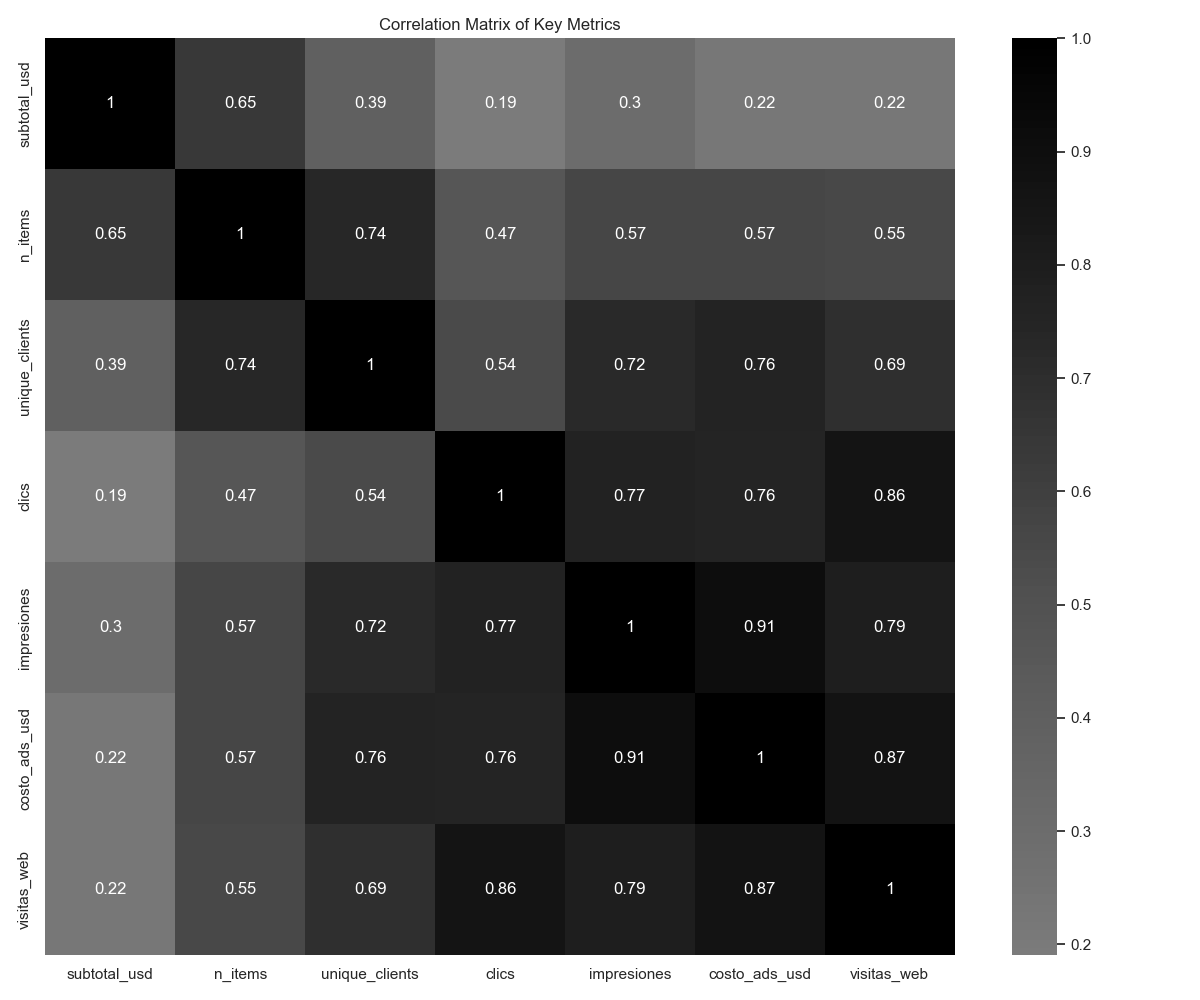 Correlation Matrix of Key Metrics
subtotal_usd 1 0.65 0.39 0.19 0.3 0.22 0.22
n_items 0.65 1 0.74 0.47 0.57 0.57 0.55
unique_clients 0.39 0.74 1 0.54 0.72 0.76 0.69
clics 0.19 0.47 0.54 1 0.77 0.76 0.86
impresiones 0.3 0.57 0.72 0.77 1 0.91 0.79
costo_ads_usd 0.22 0.57 0.76 0.76 0.91 1 0.87
visitas_web 0.22 0.55 0.69 0.86 0.79 0.87 1
subtotal_usd n_items unique_clients clics impresiones costo_ads_usd visitas_web
1.0
0.9
0.8
0.7
0.6
0.5
0.4
0.3
0.2